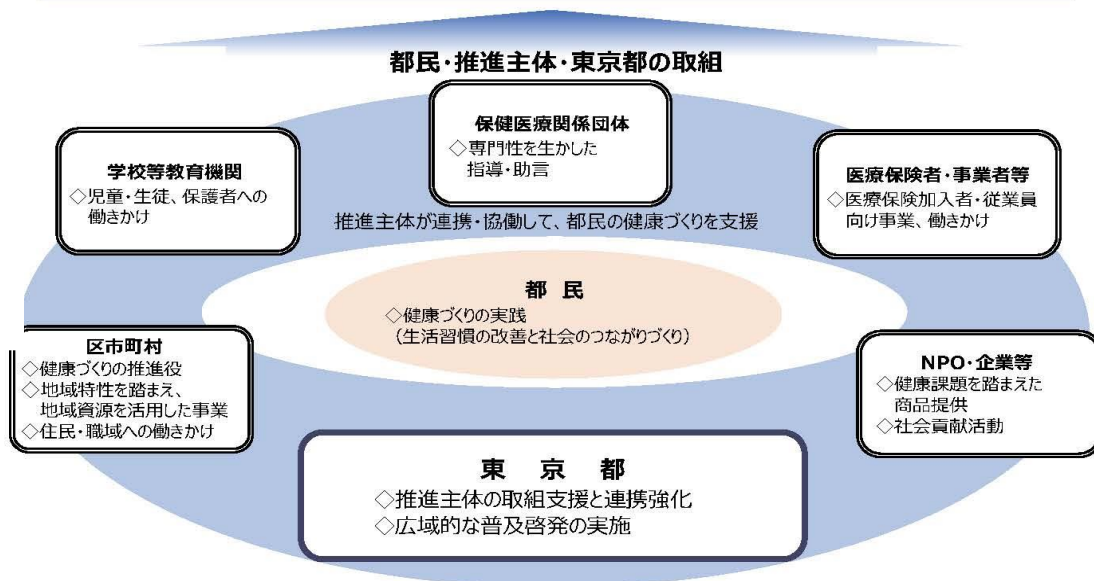 都民・推進主体・東京都の取組
保健医療関係団体
◇専門性を生かした
指導・助言
学校等教育機関
◇児童・生徒、保護者への
働きかけ
医療保険者・事業者等
◇医療保険加入者・従業員
向け事業、働きかけ
推進主体が連携・協働して、都民の健康づくりを支援
都 民
◇健康づくりの実践
(生活習慣の改善と社会のつながりづくり)
区市町村
◇健康づくりの推進役
◇地域特性を踏まえ、
地域資源を活用した事業
◇住民・職域への働きかけ
NPO・企業等
◇健康課題を踏まえた
商品提供
◇社会貢献活動
東 京 都
◇推進主体の取組支援と連携強化
◇広域的な普及啓発の実施